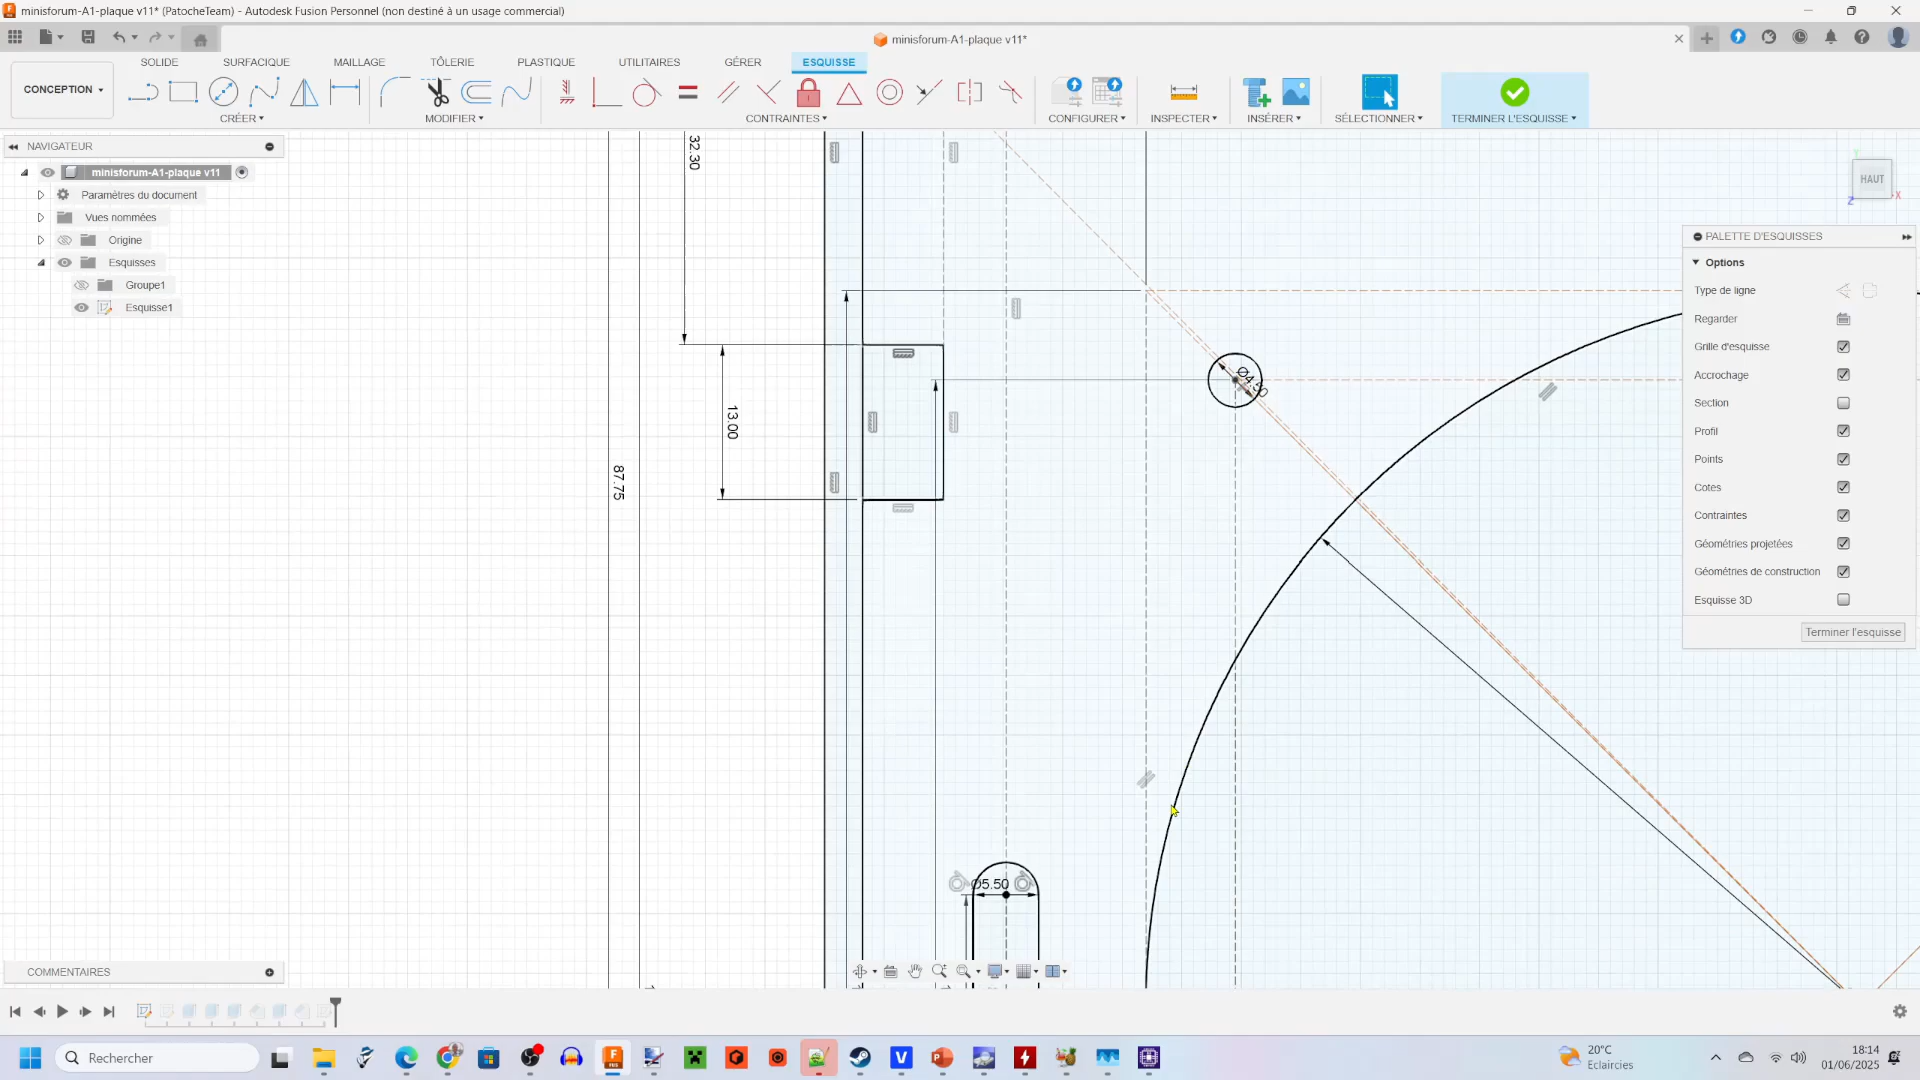 minisforum-A1-plaque v11* (PatocheTeam) - Autodesk Fusion Personnel (non destiné à un usage commercial)
minisforum-A1-plaque v11*
SOLIDE
SURFACIQUE
MAILLAGE
TÔLERIE
PLASTIQUE
UTILITAIRES
GÉRER
ESQUISSE
CONCEPTION
CRÉER
MODIFIER
CONTRAINTES
CONFIGURER
INSPECTER
INSÉRER
SÉLECTIONNER
TERMINER L'ESQUISSE
NAVIGATEUR
minisforum-A1-plaque v11
Paramètres du document
Vues nommées
Origine
Esquisses
Groupe1
Esquisse1
32.30
13.00
87.75
Ø4.50
Ø5.50
Y
HAUT
X
Z
PALETTE D'ESQUISSES
Options
Type de ligne
Regarder
Grille d'esquisse
Accrochage
Section
Profil
Points
Cotes
Contraintes
Géométries projetées
Géométries de construction
Esquisse 3D
Terminer l'esquisse
COMMENTAIRES
Rechercher
20°C
Eclaircies
18:14
01/06/2025